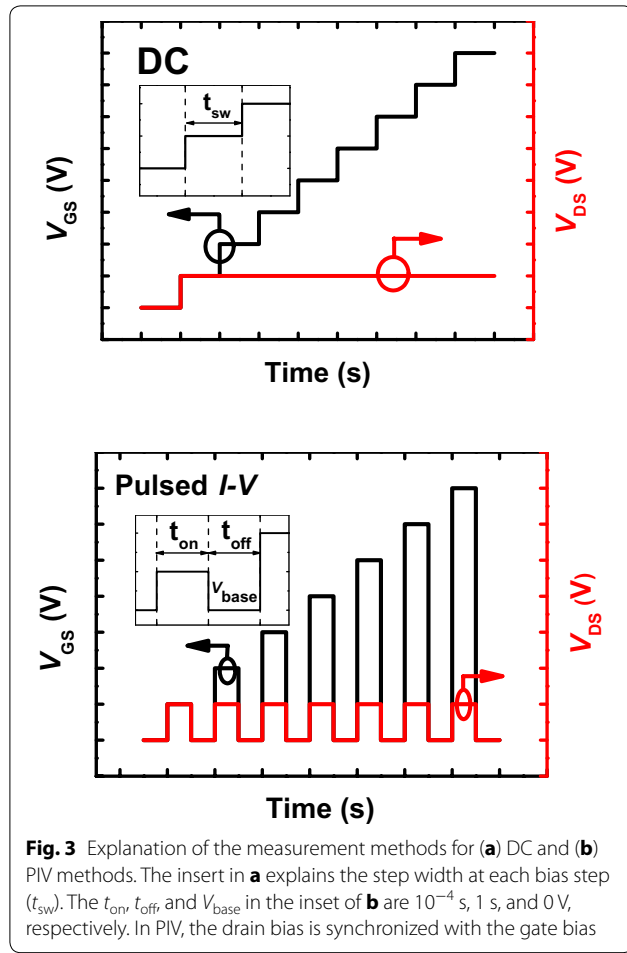 DC
t_sw
V_GS (V)
V_DS (V)
Time (s)
Pulsed I-V
t_on t_off
V_base
V_GS (V)
V_DS (V)
Time (s)
Fig. 3 Explanation of the measurement methods for (a) DC and (b)
PIV methods. The insert in a explains the step width at each bias step
(t_sw). The t_on, t_off, and V_base in the inset of b are 10⁻⁴ s, 1 s, and 0 V,
respectively. In PIV, the drain bias is synchronized with the gate bias